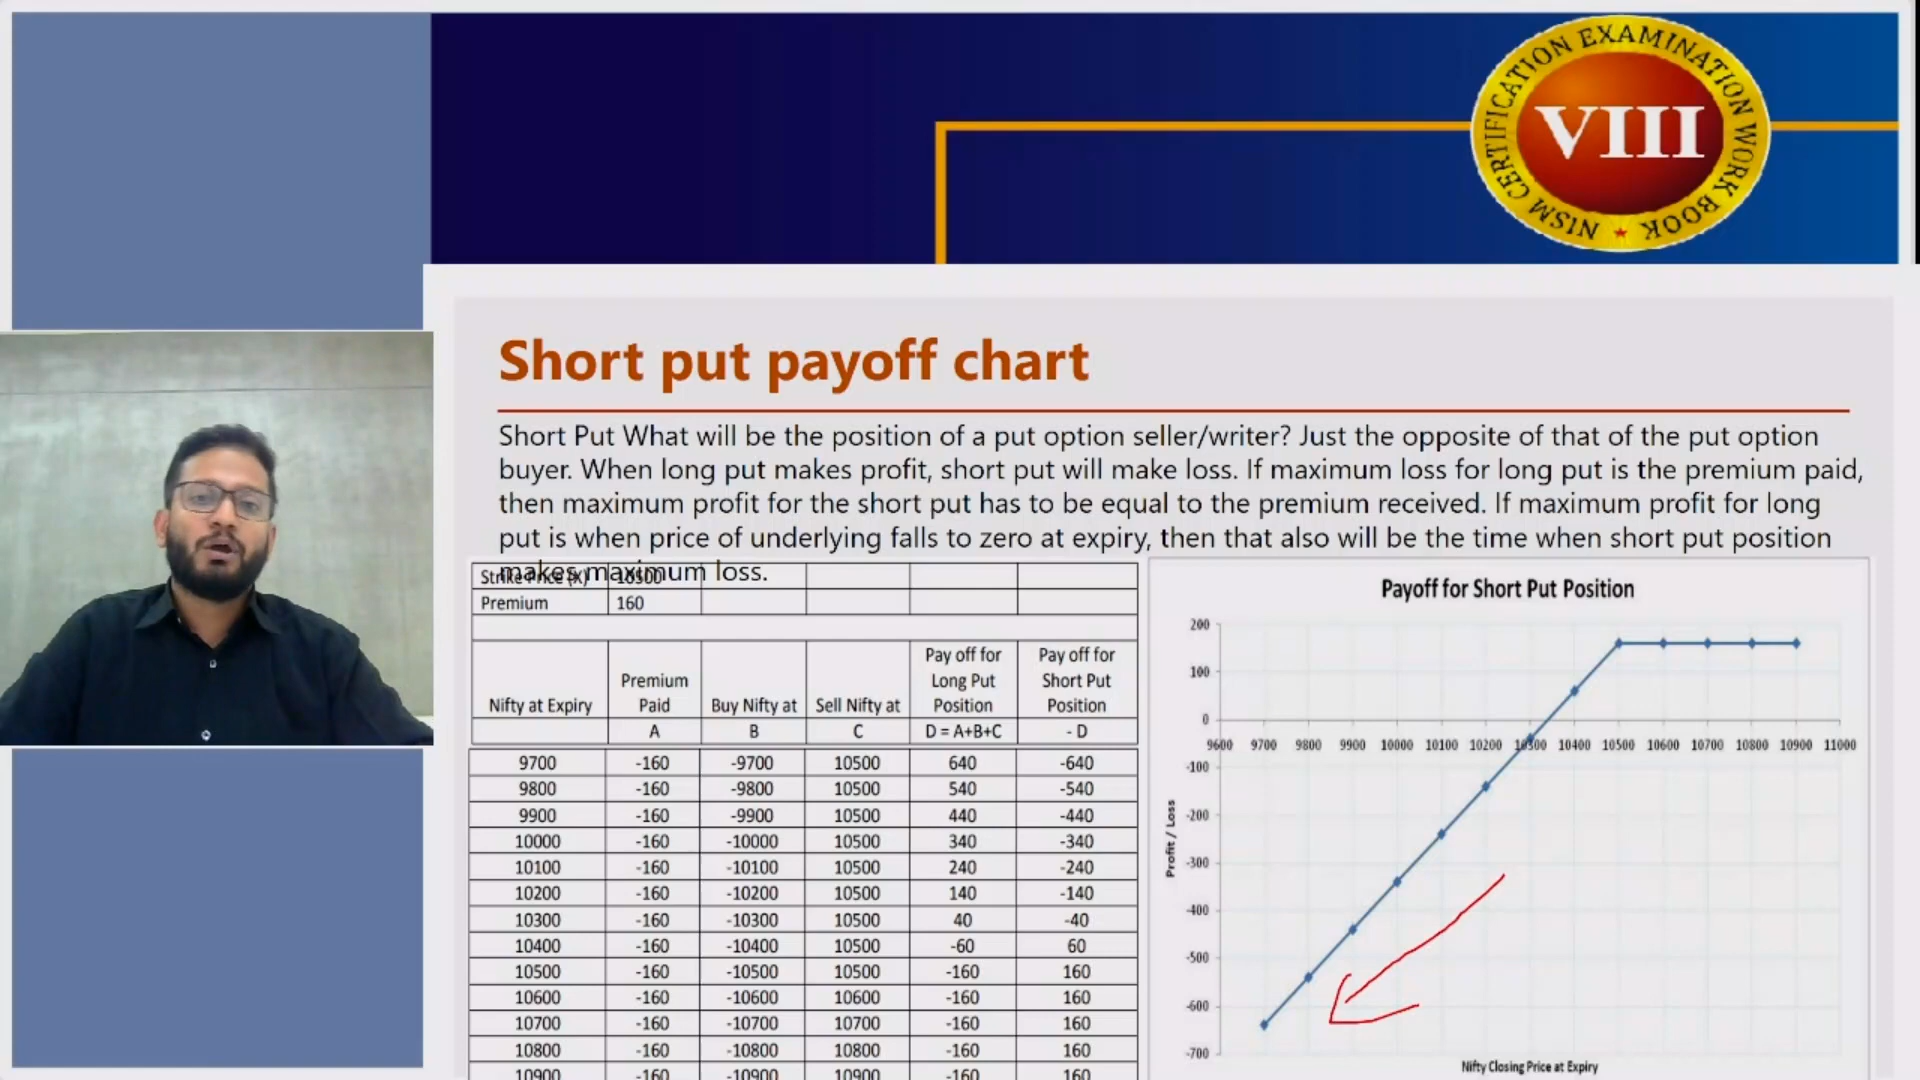 NISM CERTIFICATION EXAMINATION WORK BOOK
VIII
Short put payoff chart
Short Put What will be the position of a put option seller/writer? Just the opposite of that of the put option
buyer. When long put makes profit, short put will make loss. If maximum loss for long put is the premium paid,
then maximum profit for the short put has to be equal to the premium received. If maximum profit for long
put is when price of underlying falls to zero at expiry, then that also will be the time when short put position
makes maximum loss.
Strike Price (X) 10500
Premium 160
Nifty at Expiry Premium Paid Buy Nifty at Sell Nifty at Pay off for Long Put Position Pay off for Short Put Position
A B C D = A+B+C - D
9700 -160 -9700 10500 640 -640
9800 -160 -9800 10500 540 -540
9900 -160 -9900 10500 440 -440
10000 -160 -10000 10500 340 -340
10100 -160 -10100 10500 240 -240
10200 -160 -10200 10500 140 -140
10300 -160 -10300 10500 40 -40
10400 -160 -10400 10500 -60 60
10500 -160 -10500 10500 -160 160
10600 -160 -10600 10600 -160 160
10700 -160 -10700 10700 -160 160
10800 -160 -10800 10800 -160 160
10900 -160 -10900 10900 -160 160
Payoff for Short Put Position
200
100
0
9600 9700 9800 9900 10000 10100 10200 10300 10400 10500 10600 10700 10800 10900 11000
-100
-200
-300
-400
-500
-600
-700
Profit / Loss
Nifty Closing Price at Expiry